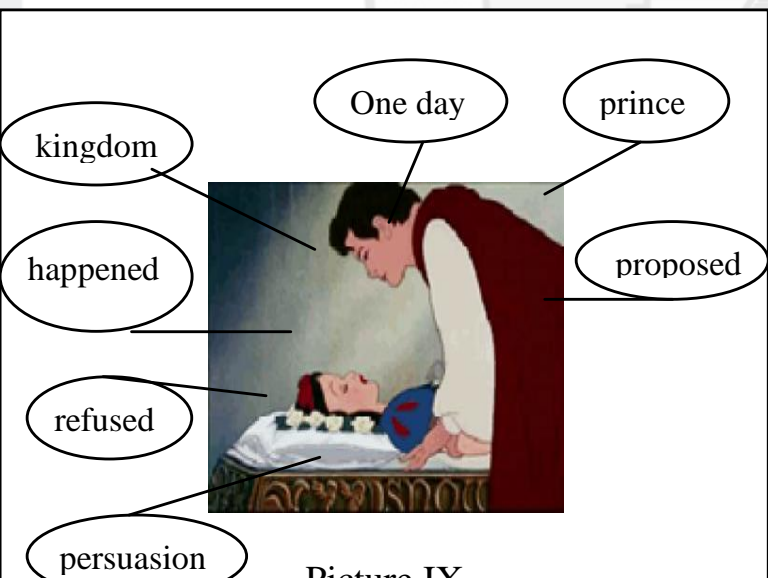 One day
prince
kingdom
happened
proposed
refused
persuasion
Picture IX